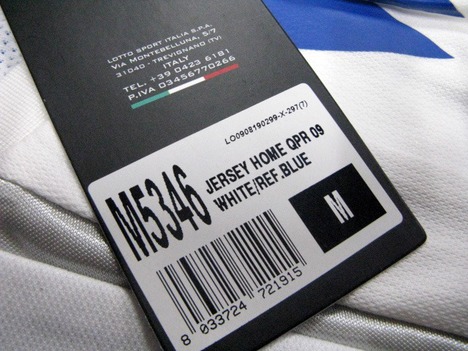 LOTTO SPORT ITALIA S.P.A.
VIA MONTEBELLUNA, 5/7
31040 - TREVIGNANO (TV)
ITALY
TEL. +39 0423 6181
P.IVA 03456770266
LO0908190299-X-297(7)
M5346
JERSEY HOME QPR 09
WHITE/REF.BLUE
M
8 033724 721915